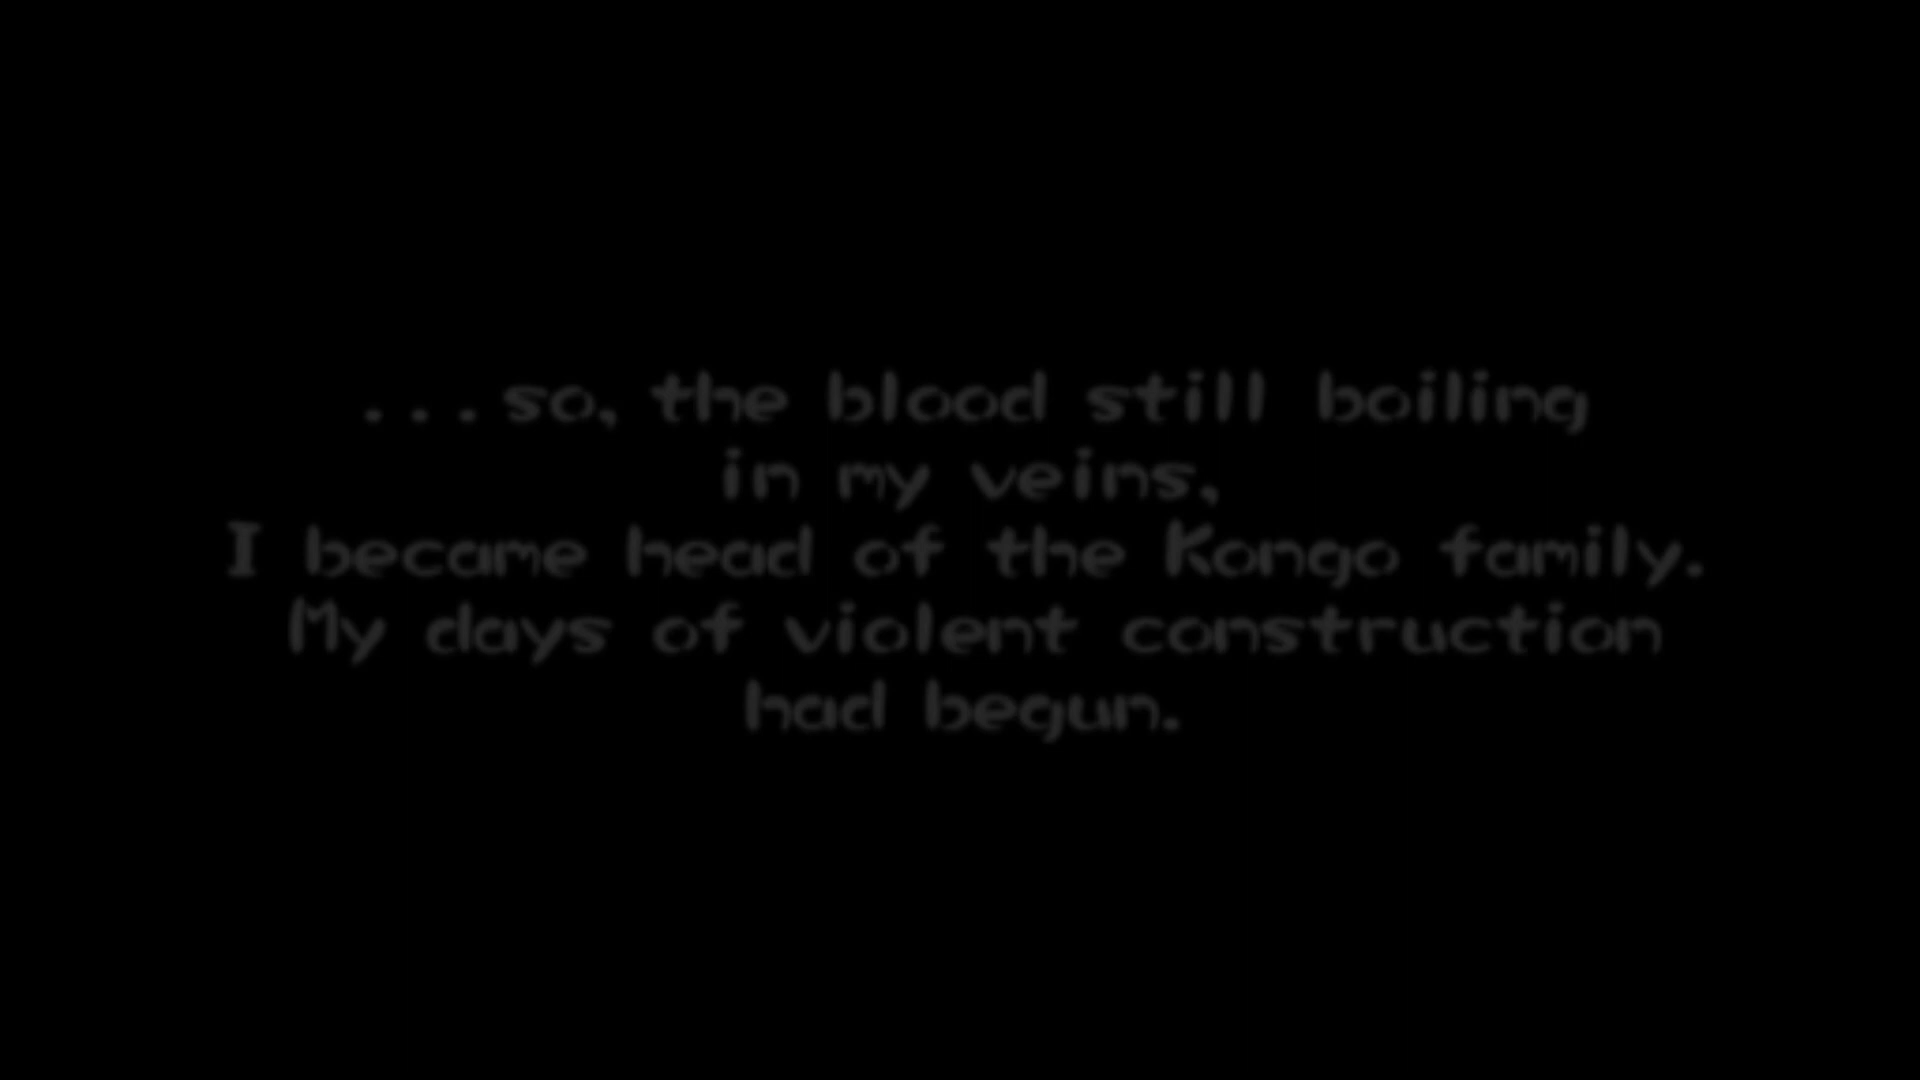 ...so, the blood still boiling
in my veins,
I became head of the Kongo family.
My days of violent construction
had begun.